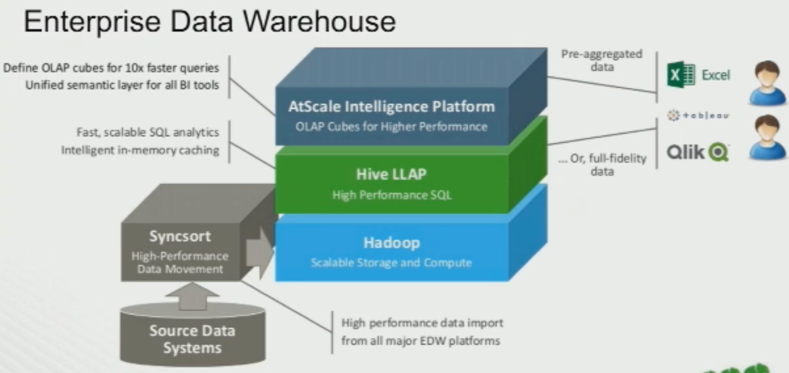 Enterprise Data Warehouse
Define OLAP cubes for 10x faster queries
Unified semantic layer for all BI tools
Fast, scalable SQL analytics
Intelligent in-memory caching
AtScale Intelligence Platform
OLAP Cubes for Higher Performance
Hive LLAP
High Performance SQL
Hadoop
Scalable Storage and Compute
Syncsort
High-Performance
Data Movement
Source Data
Systems
High performance data import
from all major EDW platforms
Pre-aggregated
data
X Excel
tableau
Qlik
... Or, full-fidelity
data